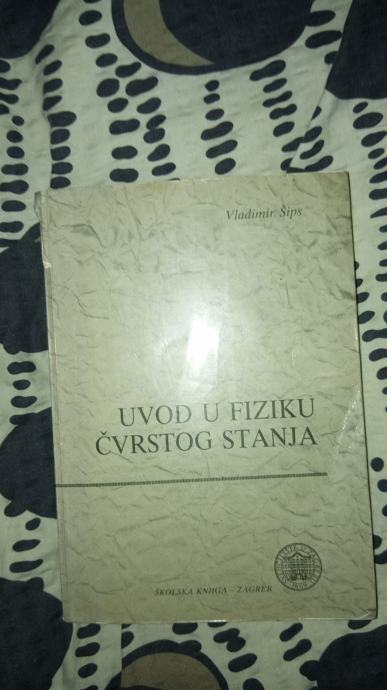 Vladimir Šips
UVOD U FIZIKU
ČVRSTOG STANJA
ŠKOLSKA KNJIGA – ZAGREB